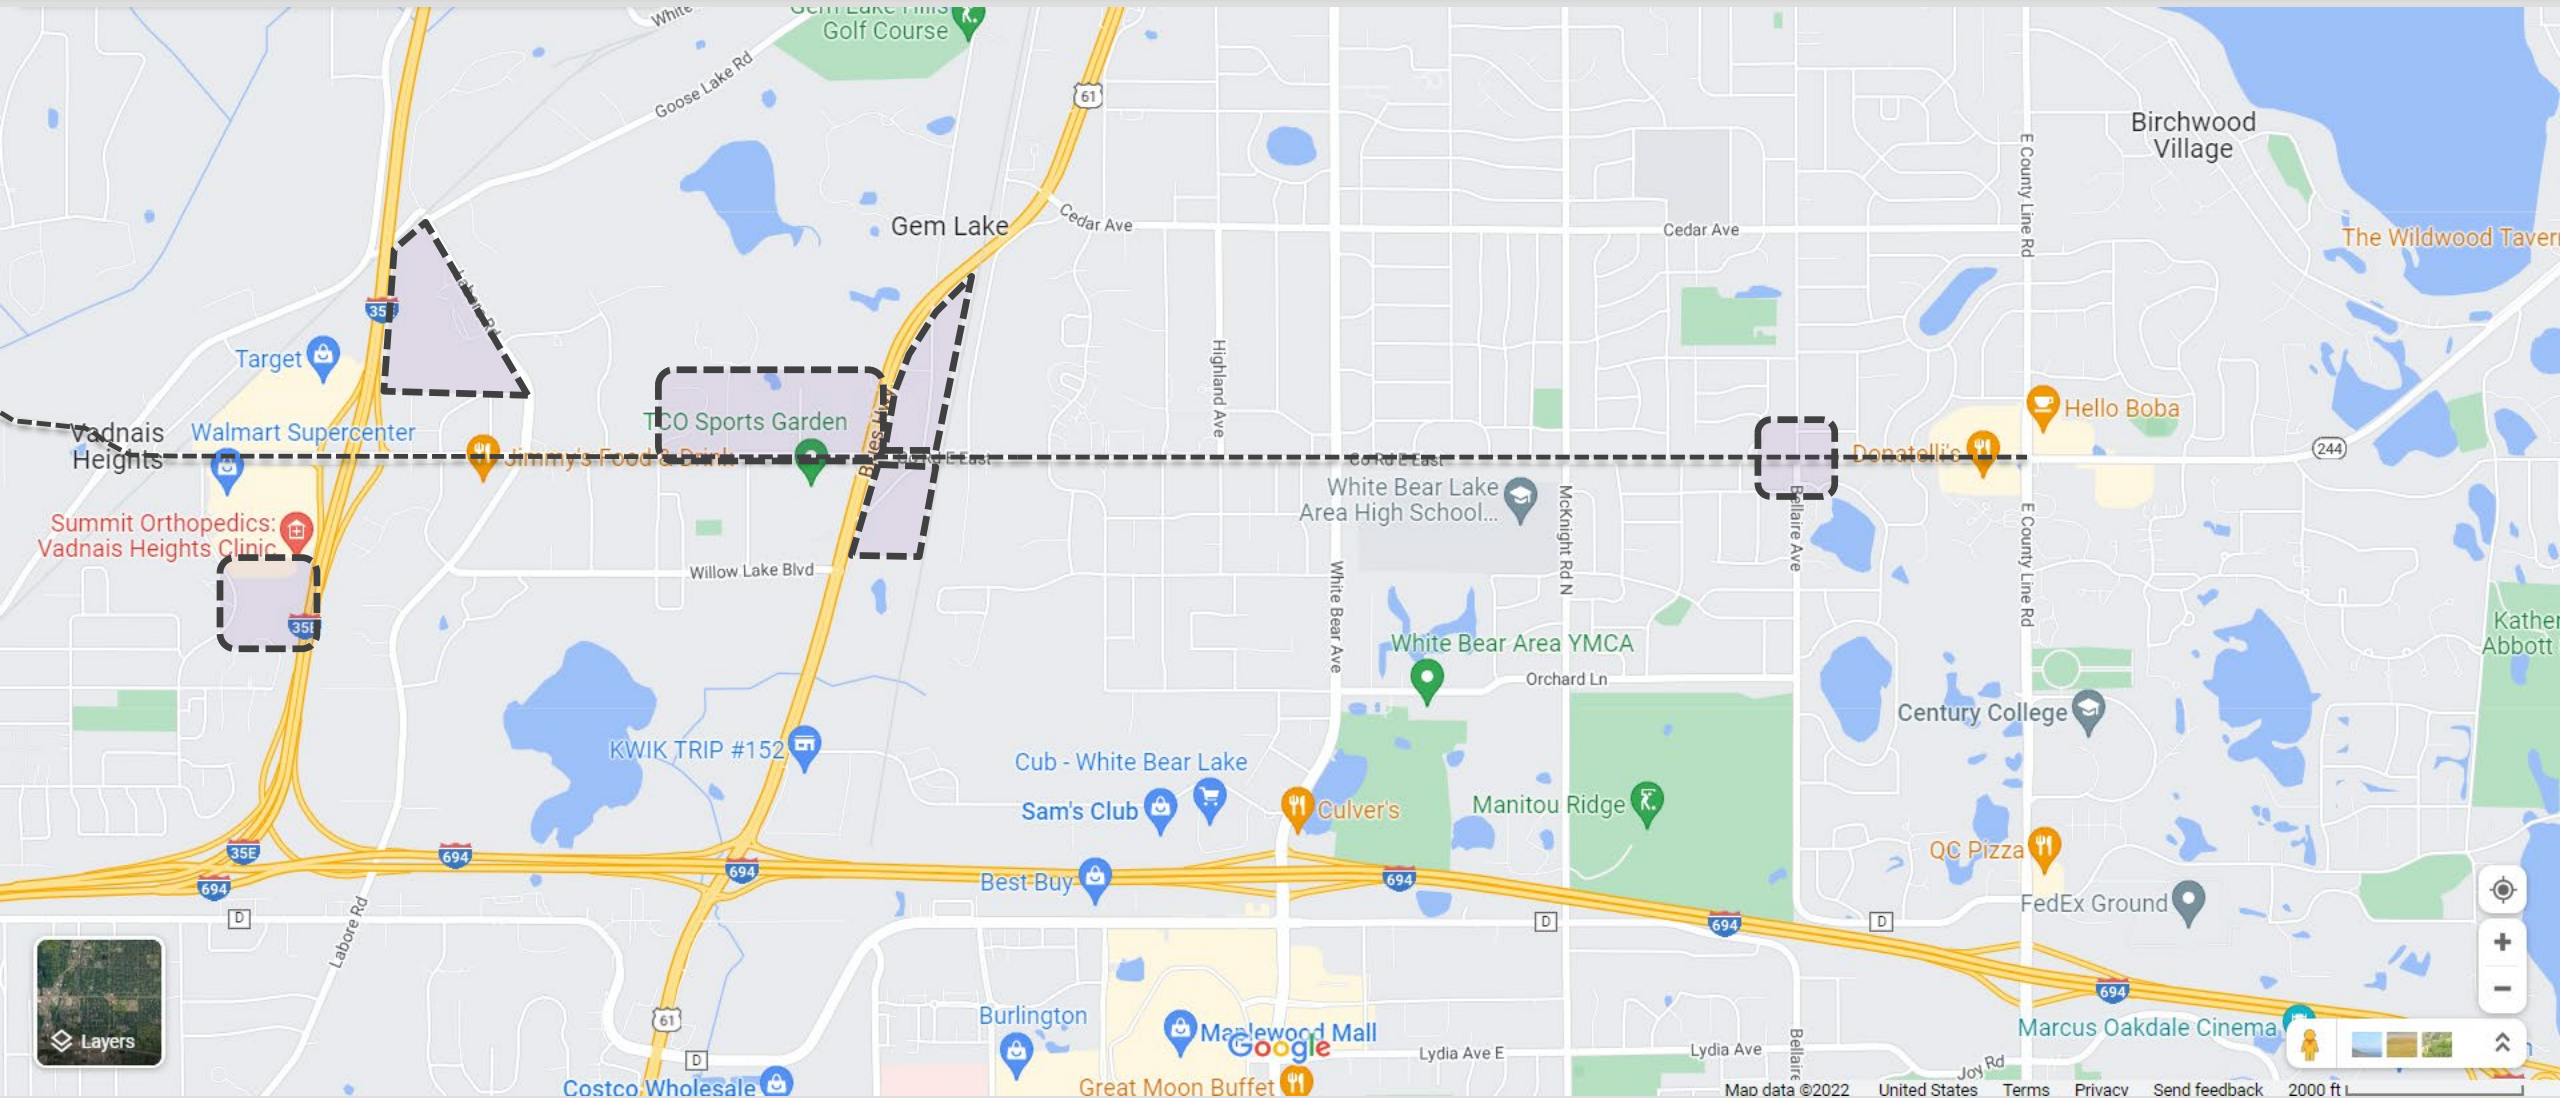 White
Gem Lake Hills
Golf Course
Goose Lake Rd
61
Birchwood
Village
E County Line Rd
Gem Lake
Cedar Ave
Cedar Ave
The Wildwood Tavern
Labore Rd
35
Target
Highland Ave
TCO Sports Garden
Hello Boba
Vadnais
Heights
Walmart Supercenter
Jimmy's Food & Drink
Co Rd E East
Donatelli's
244
White Bear Lake
Area High School...
McKnight Rd N
Bellaire Ave
E County Line Rd
Summit Orthopedics:
Vadnais Heights Clinic
Willow Lake Blvd
White Bear Ave
35E
Kather
Abbott
White Bear Area YMCA
Orchard Ln
Century College
KWIK TRIP #152
Cub - White Bear Lake
Sam's Club
Culver's
Manitou Ridge
35E
694
694
694
694
QC Pizza
Best Buy
FedEx Ground
D
D
694
D
Labore Rd
694
Layers
61
Burlington
Maplewood Mall
Google
Marcus Oakdale Cinema
D
Lydia Ave E
Lydia Ave
Bellaire
Joy Rd
Costco Wholesale
Great Moon Buffet
Map data ©2022 United States Terms Privacy Send feedback 2000 ft